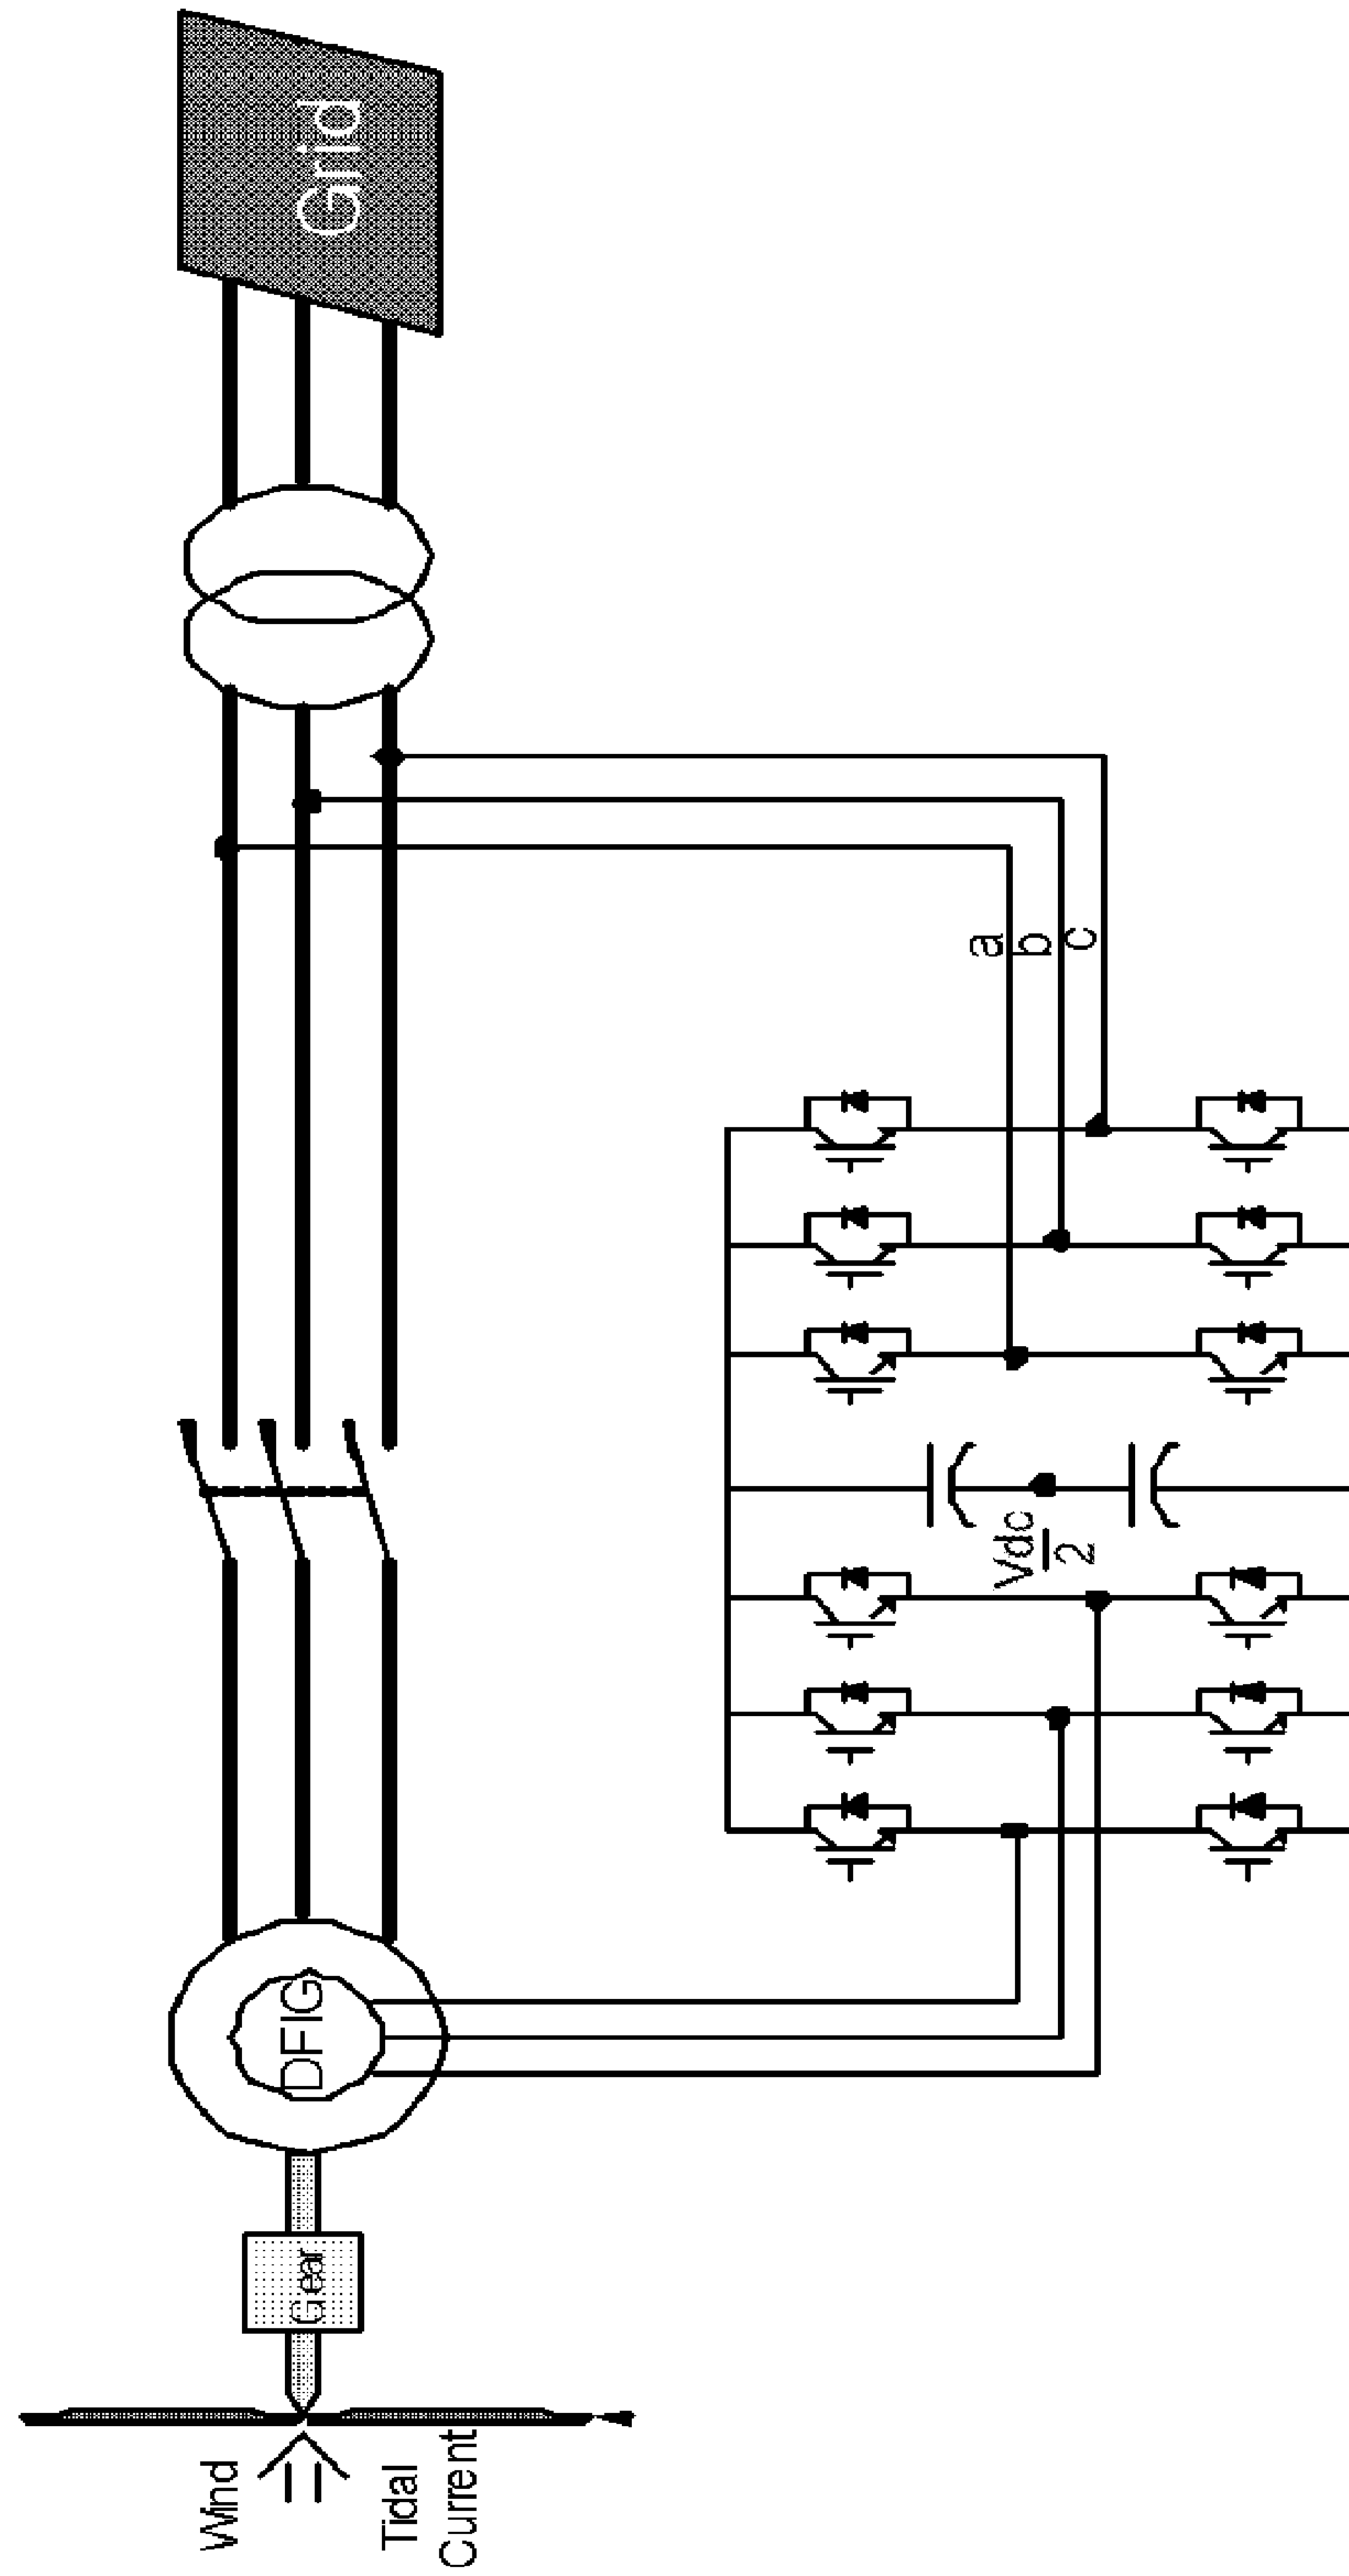 Wind
Tidal
Current
Gear
DFIG
Vdc
2
a
b
c
Grid